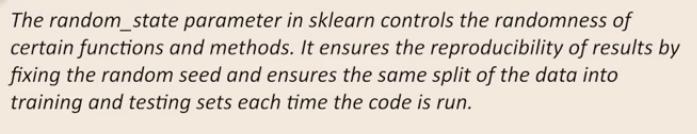 The random_state parameter in sklearn controls the randomness of
certain functions and methods. It ensures the reproducibility of results by
fixing the random seed and ensures the same split of the data into
training and testing sets each time the code is run.